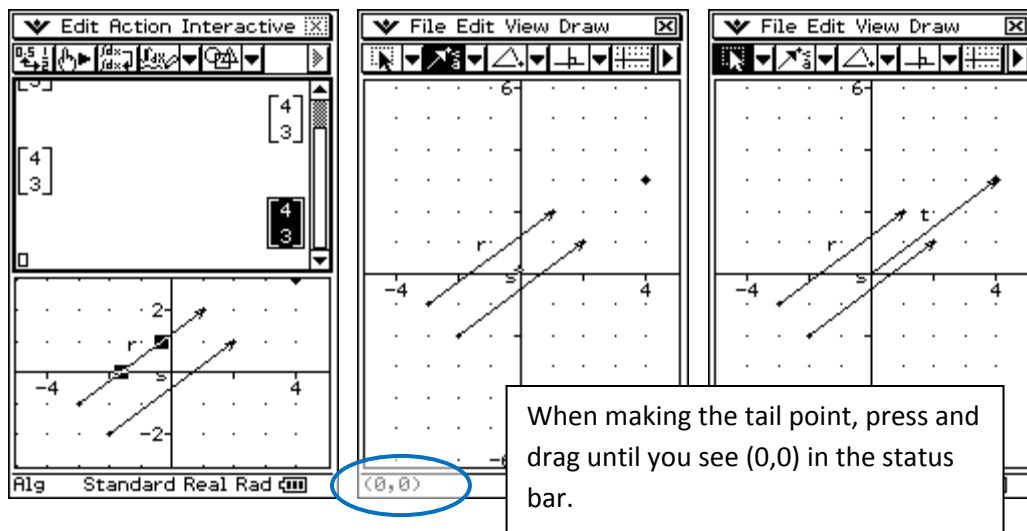 Edit Action Interactive
[4
3]
[4
3]
[4
3]
2
r
-4
s
4
-2
Alg Standard Real Rad
File Edit View Draw
6
r
s
-4
4
(0,0)
File Edit View Draw
6
t
r
s
-4
4
When making the tail point, press and
drag until you see (0,0) in the status
bar.